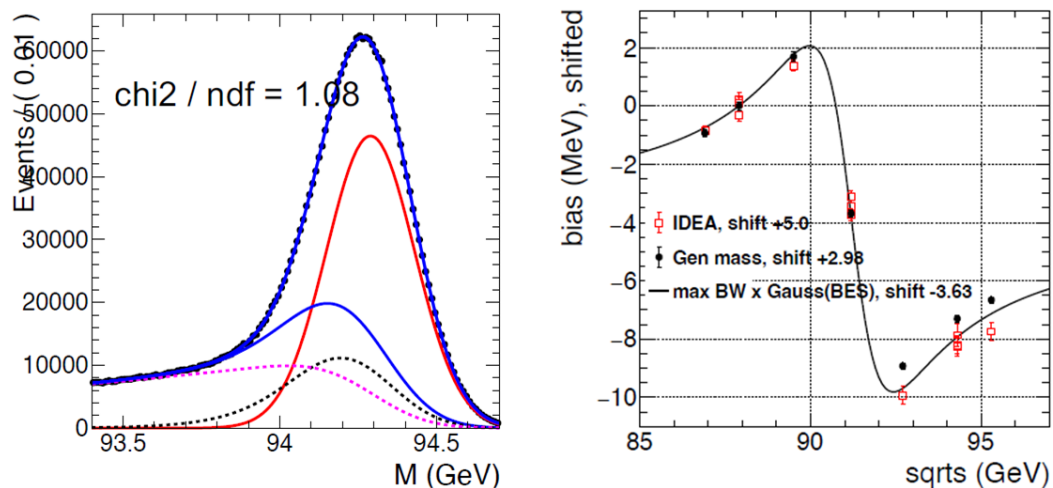 Events / ( 0.01 )
60000
50000
40000
30000
20000
10000
0
chi2 / ndf = 1.08
93.5
94
94.5
M (GeV)
bias (MeV), shifted
2
0
−2
−4
−6
−8
−10
IDEA, shift +5.0
Gen mass, shift +2.98
max BW x Gauss(BES), shift -3.63
85
90
95
sqrts (GeV)